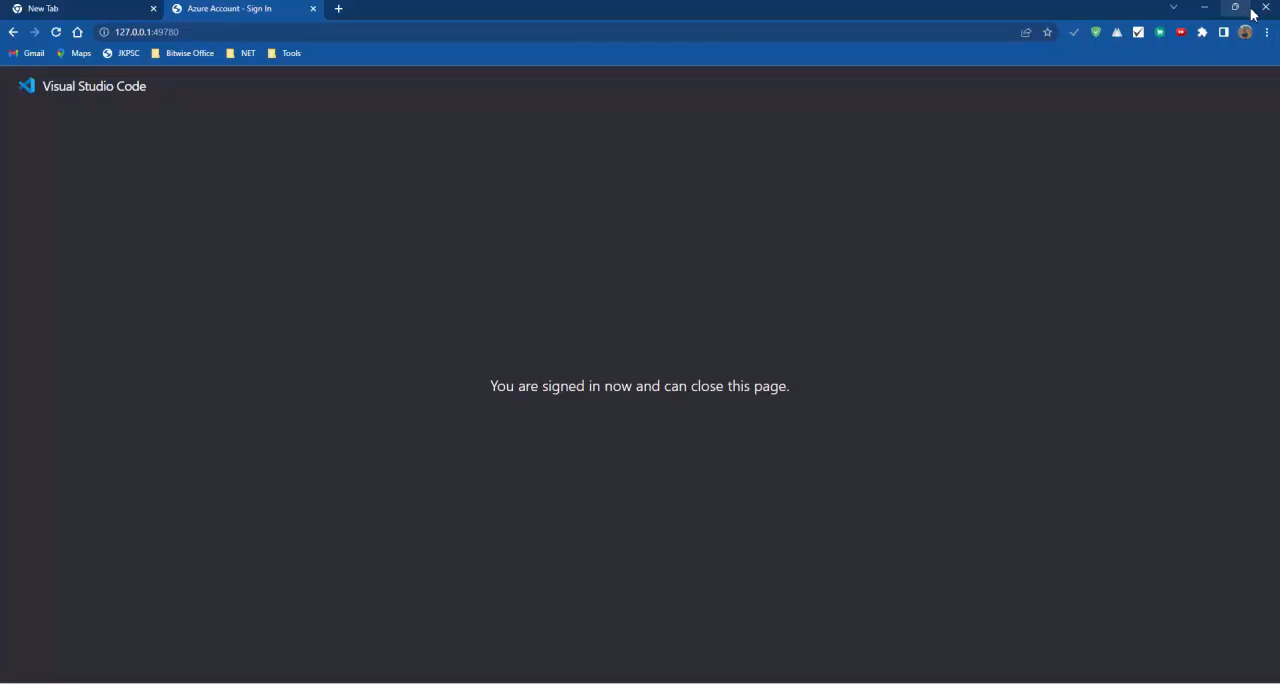 New Tab
Azure Account - Sign In
127.0.0.1:49780
Gmail
Maps
JKPSC
Bitwise Office
NET
Tools
Visual Studio Code
You are signed in now and can close this page.